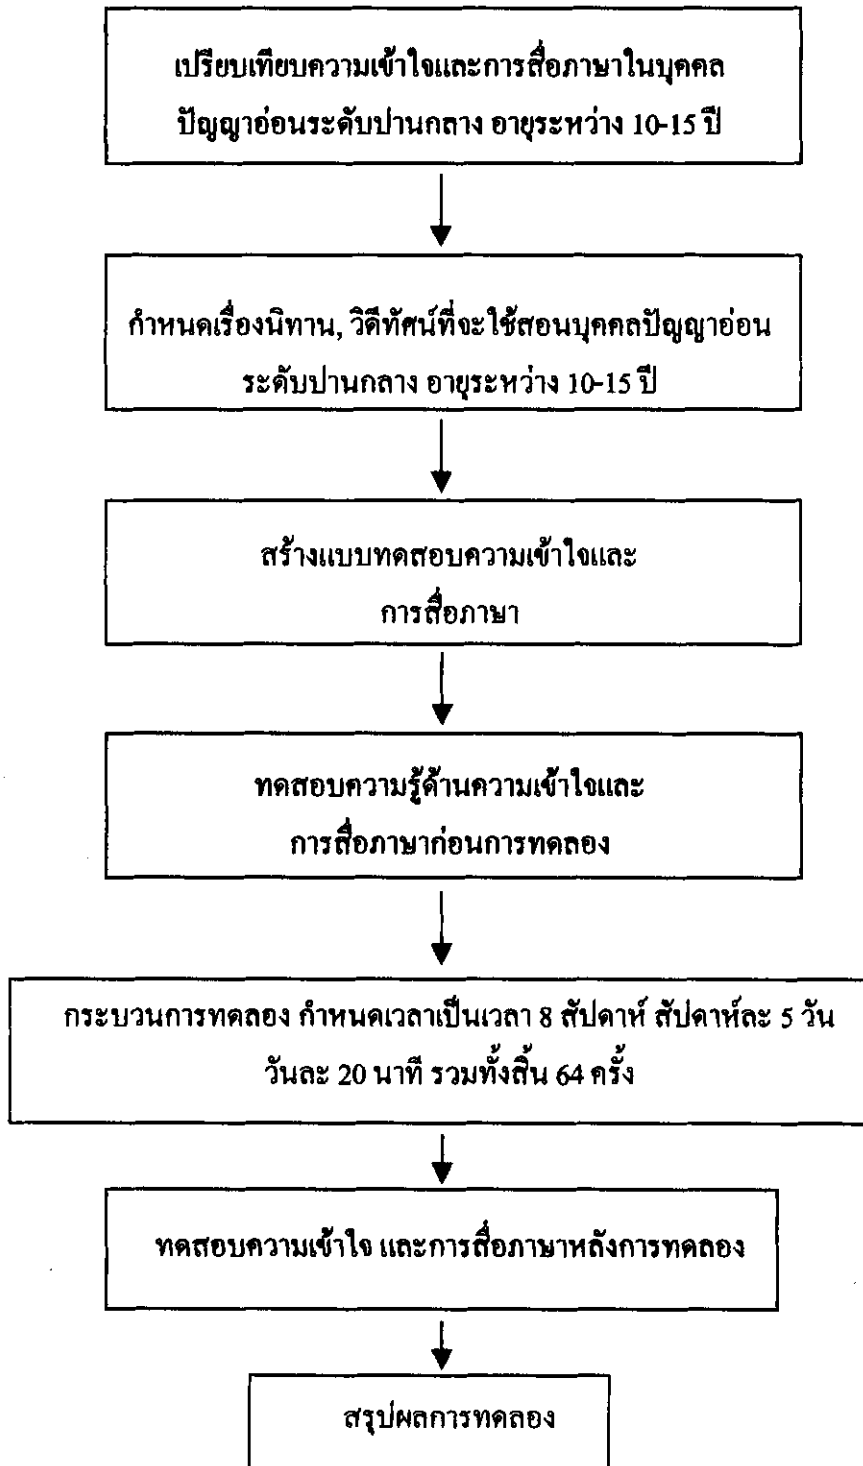 เปรียบเทียบความเข้าใจและการสื่อภาษาในบุคคล
ปัญญาอ่อนระดับปานกลาง อายุระหว่าง 10-15 ปี
กำหนดเรื่องนิทาน, วิดีทัศน์ที่จะใช้สอนบุคคลปัญญาอ่อน
ระดับปานกลาง อายุระหว่าง 10-15 ปี
สร้างแบบทดสอบความเข้าใจและ
การสื่อภาษา
ทดสอบความรู้ด้านความเข้าใจและ
การสื่อภาษาก่อนการทดลอง
กระบวนการทดลอง กำหนดเวลาเป็นเวลา 8 สัปดาห์ สัปดาห์ละ 5 วัน
วันละ 20 นาที รวมทั้งสิ้น 64 ครั้ง
ทดสอบความเข้าใจ และการสื่อภาษาหลังการทดลอง
สรุปผลการทดลอง